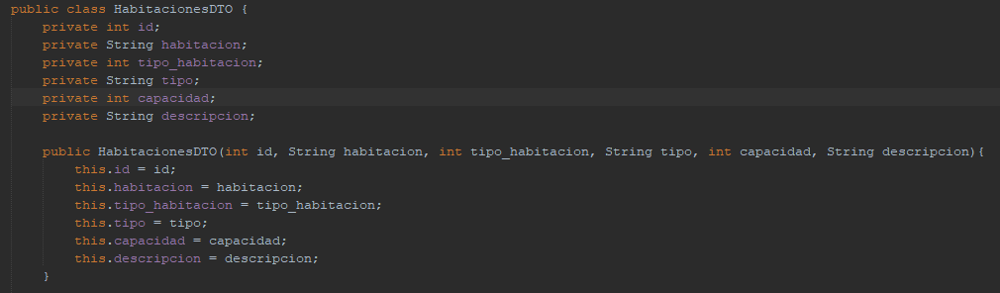 public class HabitacionesDTO {
    private int id;
    private String habitacion;
    private int tipo_habitacion;
    private String tipo;
    private int capacidad;
    private String descripcion;
    public HabitacionesDTO(int id, String habitacion, int tipo_habitacion, String tipo, int capacidad, String descripcion){
        this.id = id;
        this.habitacion = habitacion;
        this.tipo_habitacion = tipo_habitacion;
        this.tipo = tipo;
        this.capacidad = capacidad;
        this.descripcion = descripcion;
    }